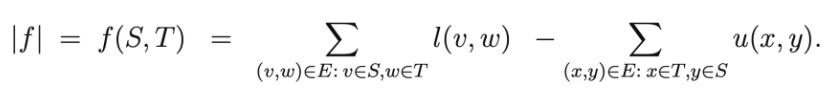 |f| = f(S, T) = ∑_{(v,w)∈E: v∈S,w∈T} l(v, w) − ∑_{(x,y)∈E: x∈T,y∈S} u(x, y).